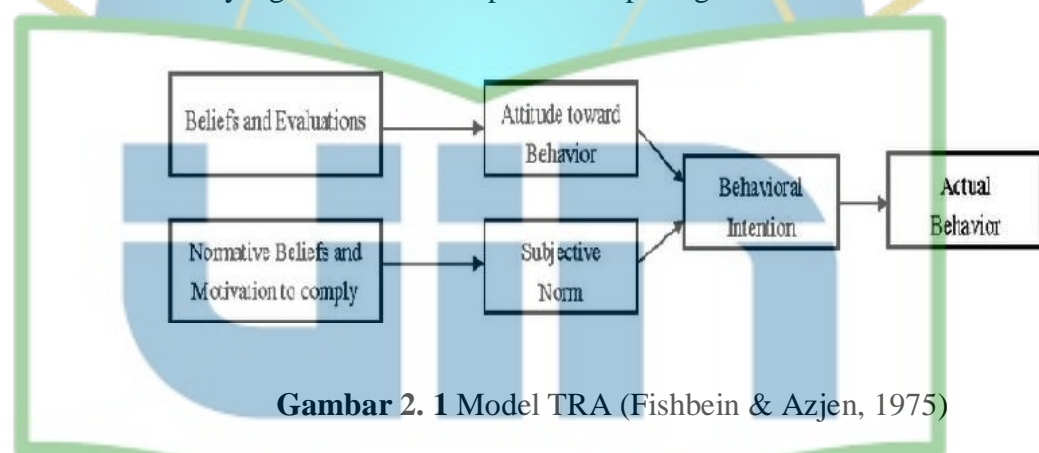 Beliefs and Evaluations
Attitude toward
Behavior
Behavioral
Intention
Actual
Behavior
Normative Beliefs and
Motivation to comply
Subjective
Norm
uin
Gambar 2. 1 Model TRA (Fishbein & Azjen, 1975)